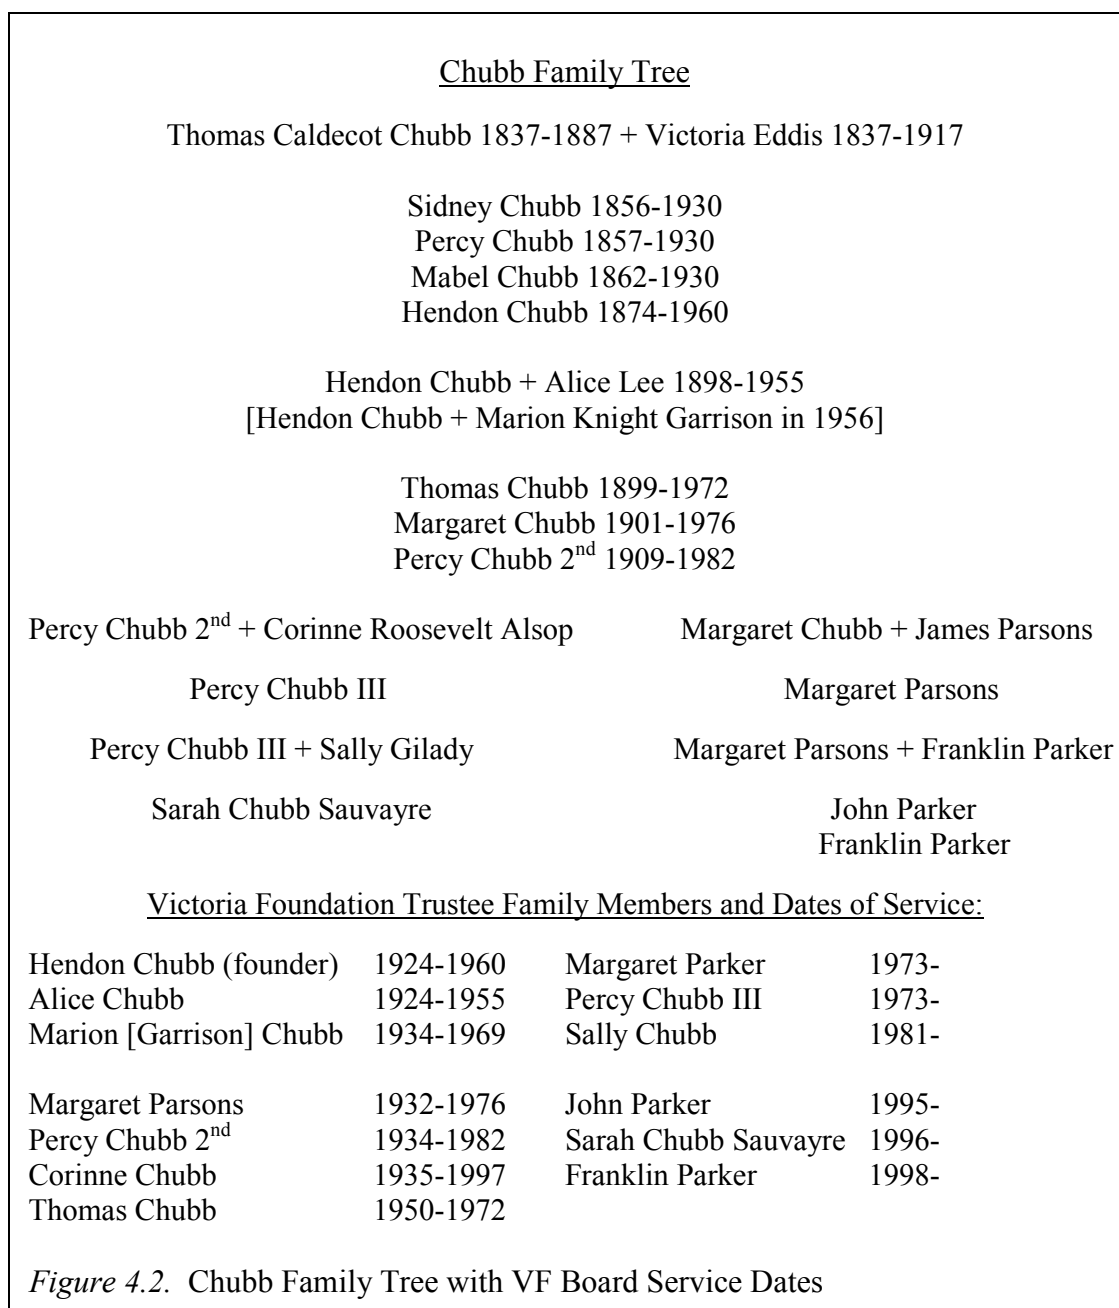 Chubb Family Tree
Thomas Caldecot Chubb 1837-1887 + Victoria Eddis 1837-1917
Sidney Chubb 1856-1930
Percy Chubb 1857-1930
Mabel Chubb 1862-1930
Hendon Chubb 1874-1960
Hendon Chubb + Alice Lee 1898-1955
[Hendon Chubb + Marion Knight Garrison in 1956]
Thomas Chubb 1899-1972
Margaret Chubb 1901-1976
Percy Chubb 2nd 1909-1982
Percy Chubb 2nd + Corinne Roosevelt Alsop Margaret Chubb + James Parsons
Percy Chubb III Margaret Parsons
Percy Chubb III + Sally Gilady Margaret Parsons + Franklin Parker
Sarah Chubb Sauvayre John Parker
Franklin Parker
Victoria Foundation Trustee Family Members and Dates of Service:
Hendon Chubb (founder) 1924-1960 Margaret Parker 1973-
Alice Chubb 1924-1955 Percy Chubb III 1973-
Marion [Garrison] Chubb 1934-1969 Sally Chubb 1981-
Margaret Parsons 1932-1976 John Parker 1995-
Percy Chubb 2nd 1934-1982 Sarah Chubb Sauvayre 1996-
Corinne Chubb 1935-1997 Franklin Parker 1998-
Thomas Chubb 1950-1972
Figure 4.2. Chubb Family Tree with VF Board Service Dates